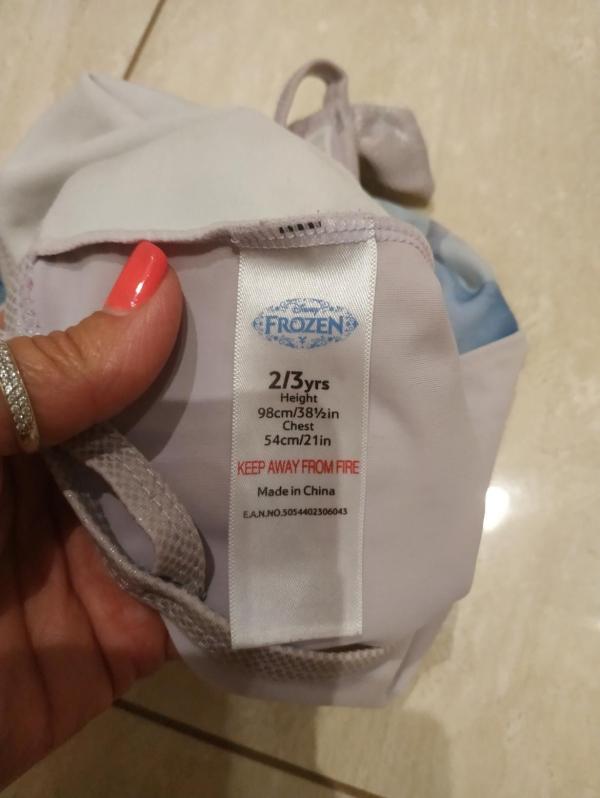 Disney
FROZEN
2/3yrs
Height
98cm/38½in
Chest
54cm/21in
KEEP AWAY FROM FIRE
Made in China
E.A.N.NO.5054402306043